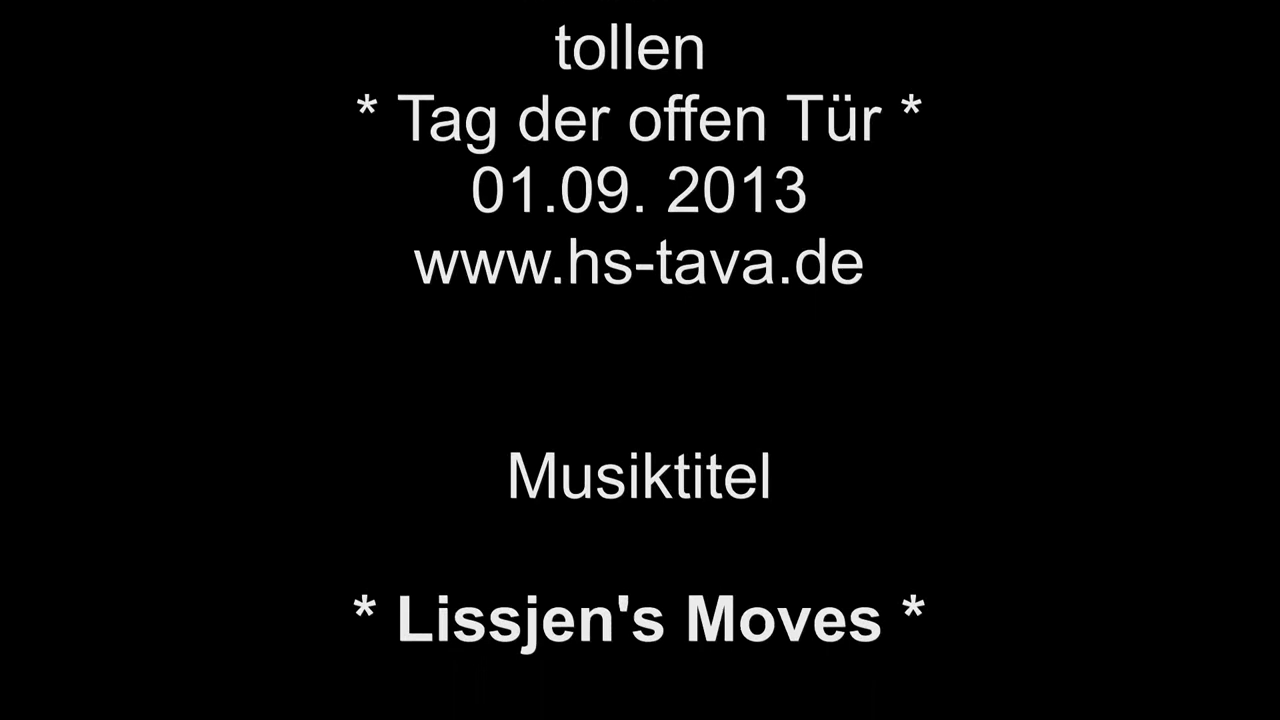 tollen
* Tag der offen Tür *
01.09. 2013
www.hs-tava.de
Musiktitel
* Lissjen's Moves *